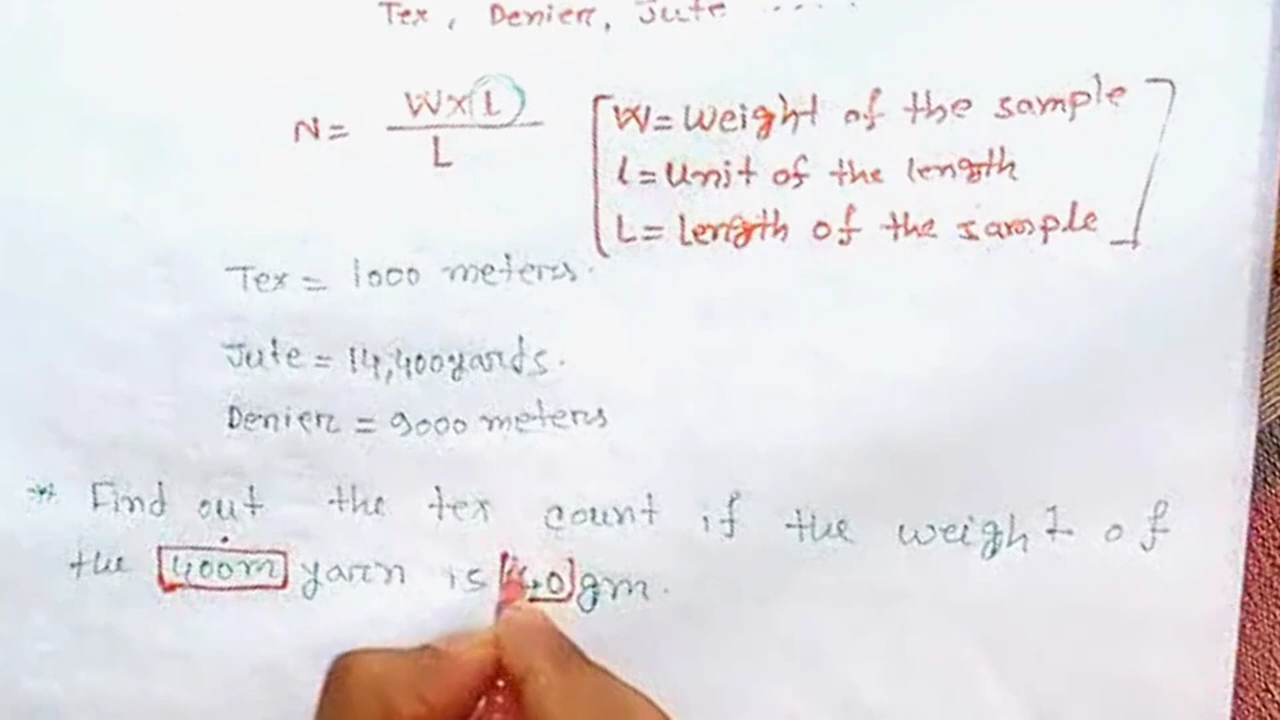 Tex, Denier, Jute ....
N= W×(l)
L
[W=Weight of the sample
l=Unit of the length
L=Length of the sample]
Tex = 1000 meters.
Jute = 14,400yards.
Denier = 9000 meters
* Find out the tex count if the weight of
the 400m yarn is gm.